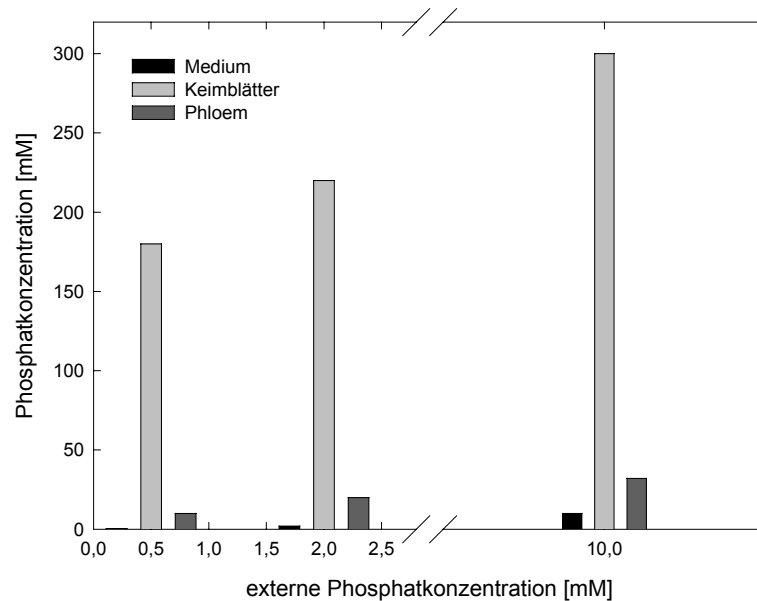 300
250
200
150
100
50
0
Phosphatkonzentration [mM]
Medium
Keimblätter
Phloem
0,0 0,5 1,0 1,5 2,0 2,5 10,0
externe Phosphatkonzentration [mM]